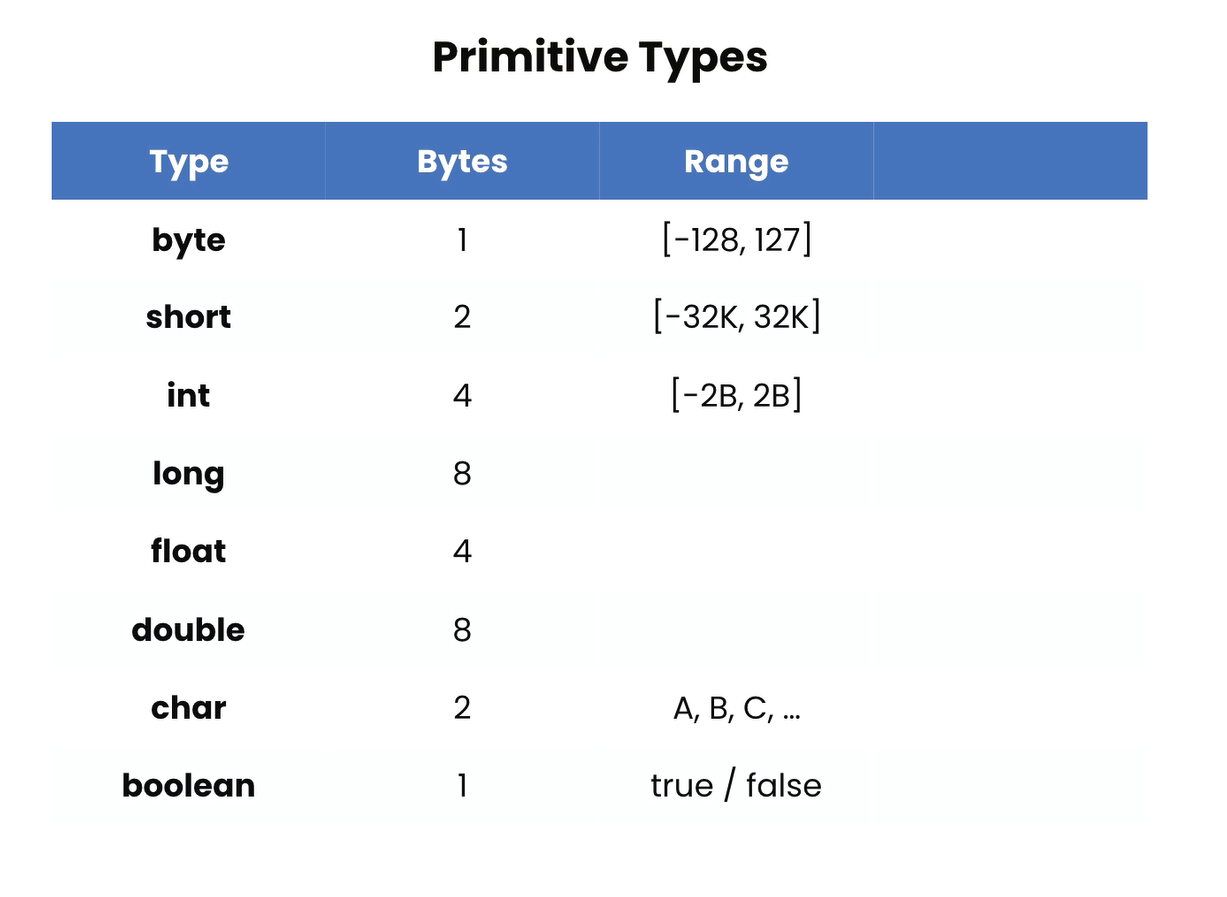 Primitive Types
Type Bytes Range
byte 1 [-128, 127]
short 2 [-32K, 32K]
int 4 [-2B, 2B]
long 8
float 4
double 8
char 2 A, B, C, ...
boolean 1 true / false